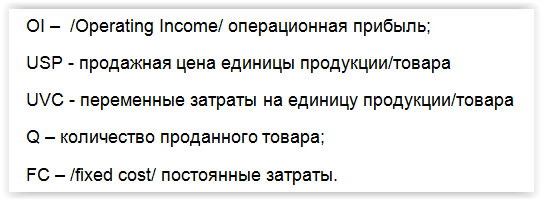 OI – /Operating Income/ операционная прибыль;
USP - продажная цена единицы продукции/товара
UVC - переменные затраты на единицу продукции/товара
Q – количество проданного товара;
FC – /fixed cost/ постоянные затраты.